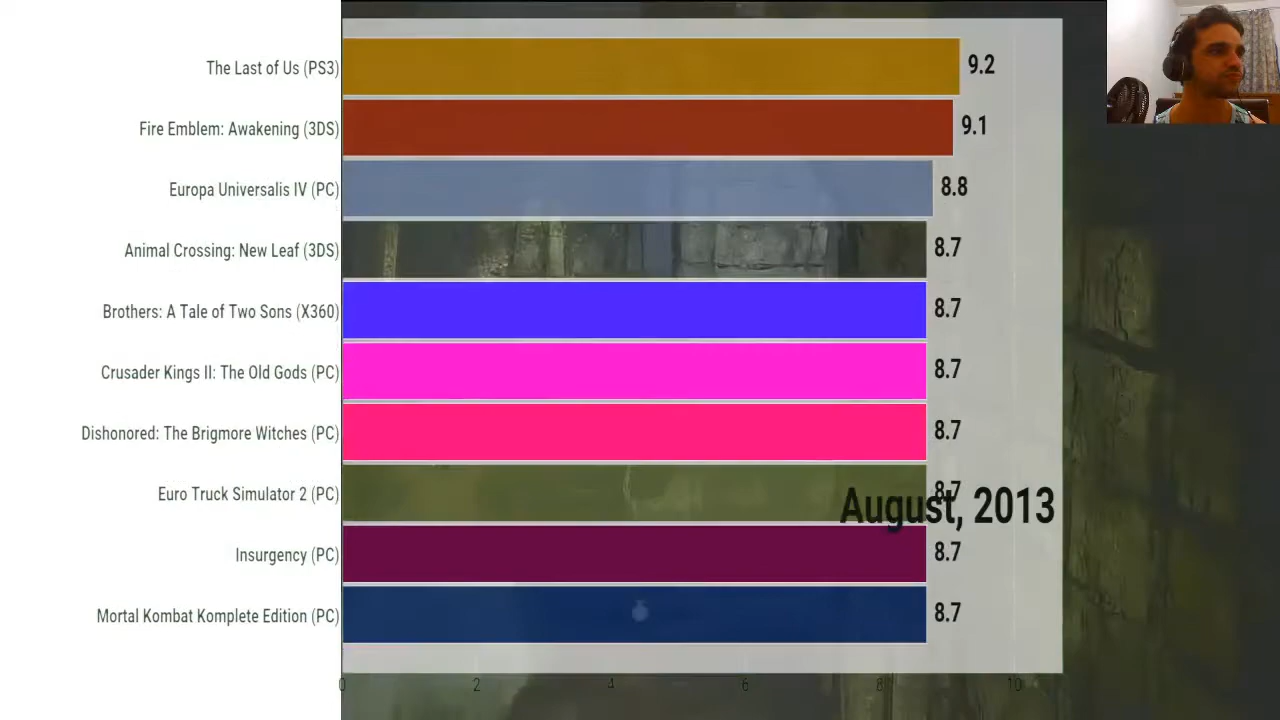 The Last of Us (PS3) 9.2
Fire Emblem: Awakening (3DS) 9.1
Europa Universalis IV (PC) 8.8
Animal Crossing: New Leaf (3DS) 8.7
Brothers: A Tale of Two Sons (X360) 8.7
Crusader Kings II: The Old Gods (PC) 8.7
Dishonored: The Brigmore Witches (PC) 8.7
Euro Truck Simulator 2 (PC) 8.7
August, 2013
Insurgency (PC) 8.7
Mortal Kombat Komplete Edition (PC) 8.7
0 2 4 6 8 10